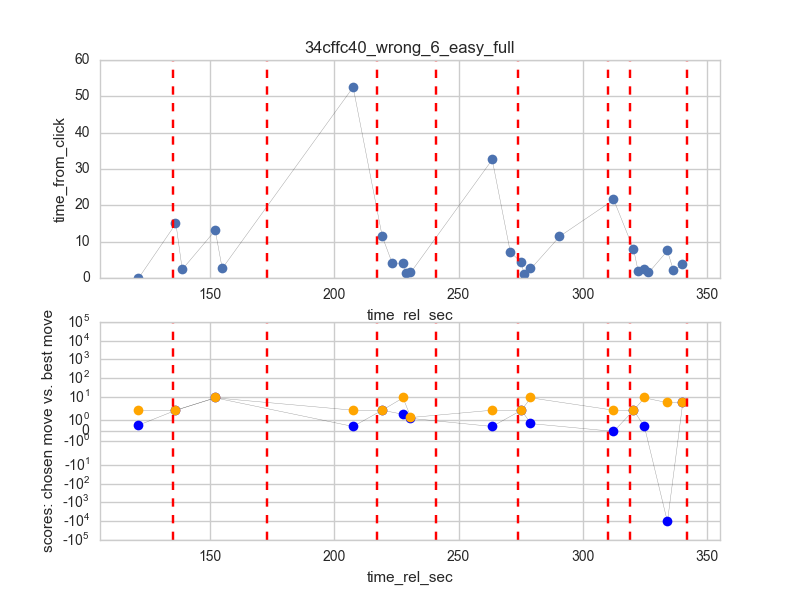 34cffc40_wrong_6_easy_full
time_from_click
60
50
40
30
20
10
0
150 200 250 300 350
time_rel_sec
scores: chosen move vs. best move
10^5
10^4
10^3
10^2
10^1
10^0
0
-10^0
-10^1
-10^2
-10^3
-10^4
-10^5
150 200 250 300 350
time_rel_sec